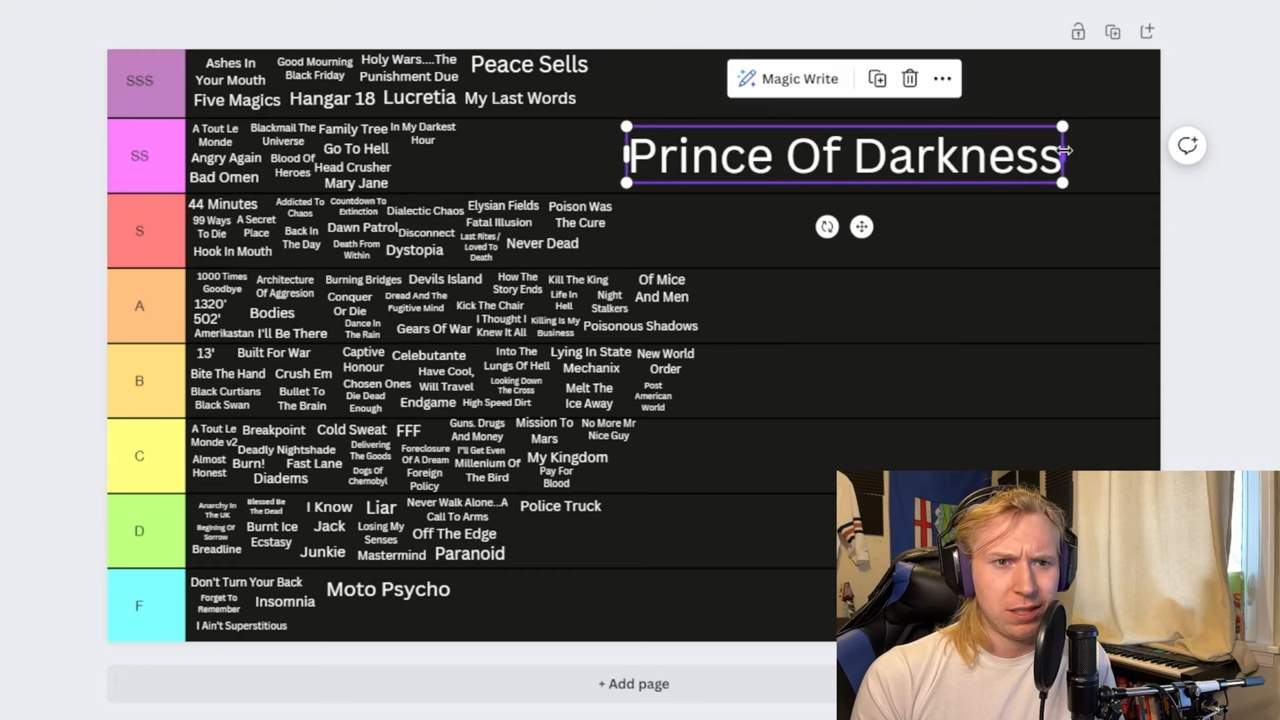 SSS
Ashes In
Your Mouth
Good Mourning
Black Friday
Holy Wars....The
Punishment Due
Peace Sells
Five Magics
Hangar 18
Lucretia
My Last Words
Magic Write
SS
A Tout Le
Monde
Blackmail The
Universe
Family Tree
In My Darkest
Hour
Go To Hell
Angry Again
Blood Of
Heroes
Head Crusher
Bad Omen
Mary Jane
Prince Of Darkness
S
44 Minutes
Addicted To
Chaos
Countdown To
Extinction
Dialectic Chaos
Elysian Fields
Poison Was
The Cure
99 Ways
To Die
A Secret
Place
Back In
The Day
Dawn Patrol
Disconnect
Fatal Illusion
Hook In Mouth
Death From
Within
Dystopia
Last Rites /
Loved To
Death
Never Dead
A
1000 Times
Goodbye
Architecture
Of Aggresion
Burning Bridges
Devils Island
How The
Story Ends
Kill The King
Of Mice
And Men
1320'
502'
Bodies
Conquer
Or Die
Dread And The
Fugitive Mind
Kick The Chair
Life In
Hell
Night
Stalkers
Amerikastan
I'll Be There
Dance In
The Rain
Gears Of War
I Thought I
Knew It All
Killing Is My
Business
Poisonous Shadows
B
13'
Built For War
Captive
Honour
Celebutante
Into The
Lungs Of Hell
Lying In State
New World
Order
Bite The Hand
Crush Em
Have Cool,
Will Travel
Mechanix
Black Curtians
Black Swan
Bullet To
The Brain
Chosen Ones
Die Dead
Enough
Endgame
Looking Down
The Cross
High Speed Dirt
Melt The
Ice Away
Post
American
World
C
A Tout Le
Monde v2
Breakpoint
Cold Sweat
FFF
Guns. Drugs
And Money
Mission To
Mars
No More Mr
Nice Guy
Deadly Nightshade
Almost
Honest
Burn!
Fast Lane
Delivering
The Goods
Foreclosure
Of A Dream
I"ll Get Even
Millenium Of
The Bird
My Kingdom
Diadems
Dogs Of
Chernobyl
Foreign
Policy
Pay For
Blood
D
Anarchy In
The UK
Blessed Be
The Dead
I Know
Liar
Never Walk Alone...A
Call To Arms
Police Truck
Begining Of
Sorrow
Burnt Ice
Jack
Losing My
Senses
Off The Edge
Breadline
Ecstasy
Junkie
Mastermind
Paranoid
F
Don't Turn Your Back
Moto Psycho
Forget To
Remember
Insomnia
I Ain't Superstitious
+ Add page